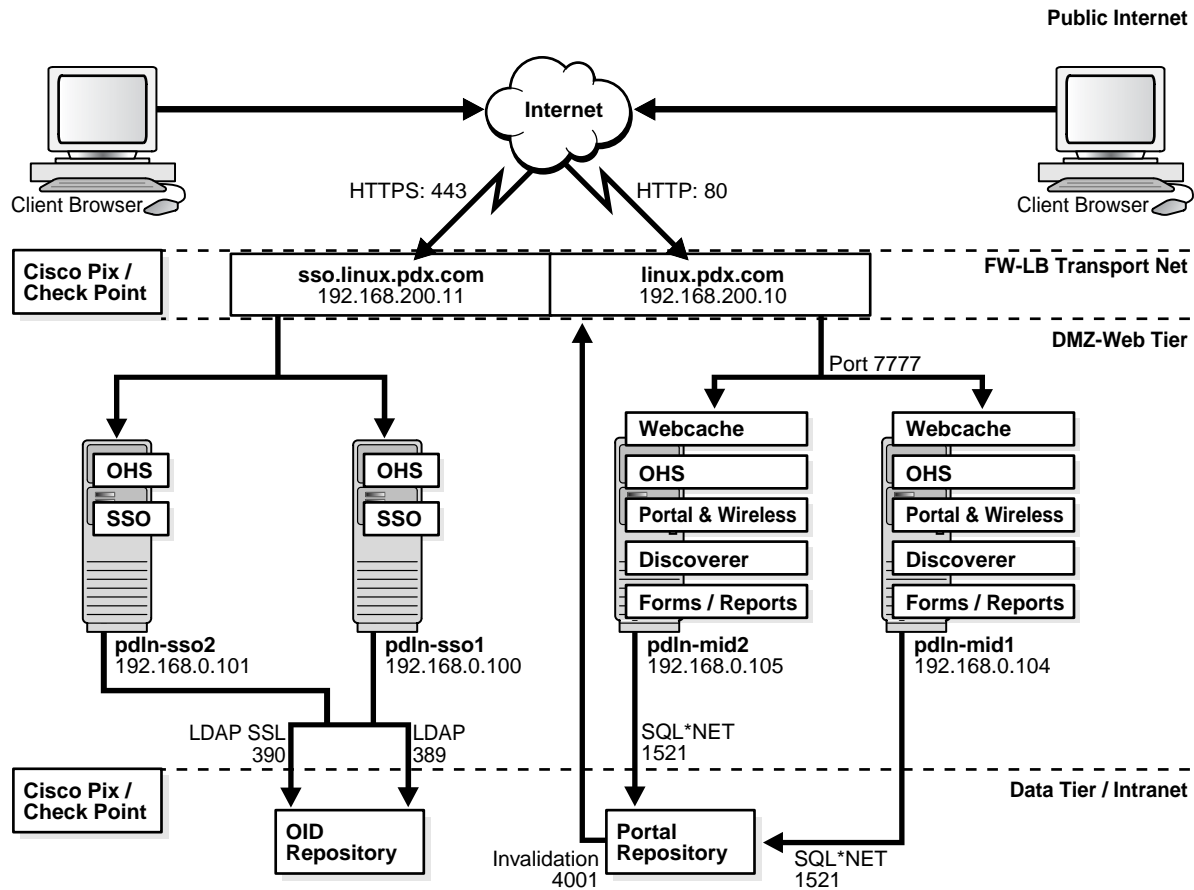 Public Internet
Internet
Client Browser
Client Browser
HTTPS: 443
HTTP: 80
Cisco Pix /
Check Point
sso.linux.pdx.com
192.168.200.11
linux.pdx.com
192.168.200.10
FW-LB Transport Net
DMZ-Web Tier
Port 7777
OHS
SSO
OHS
SSO
Webcache
OHS
Portal & Wireless
Discoverer
Forms / Reports
Webcache
OHS
Portal & Wireless
Discoverer
Forms / Reports
pdln-sso2
192.168.0.101
pdln-sso1
192.168.0.100
pdln-mid2
192.168.0.105
pdln-mid1
192.168.0.104
LDAP SSL
390
LDAP
389
SQL*NET
1521
Cisco Pix /
Check Point
Data Tier / Intranet
OID
Repository
Invalidation
4001
Portal
Repository
SQL*NET
1521